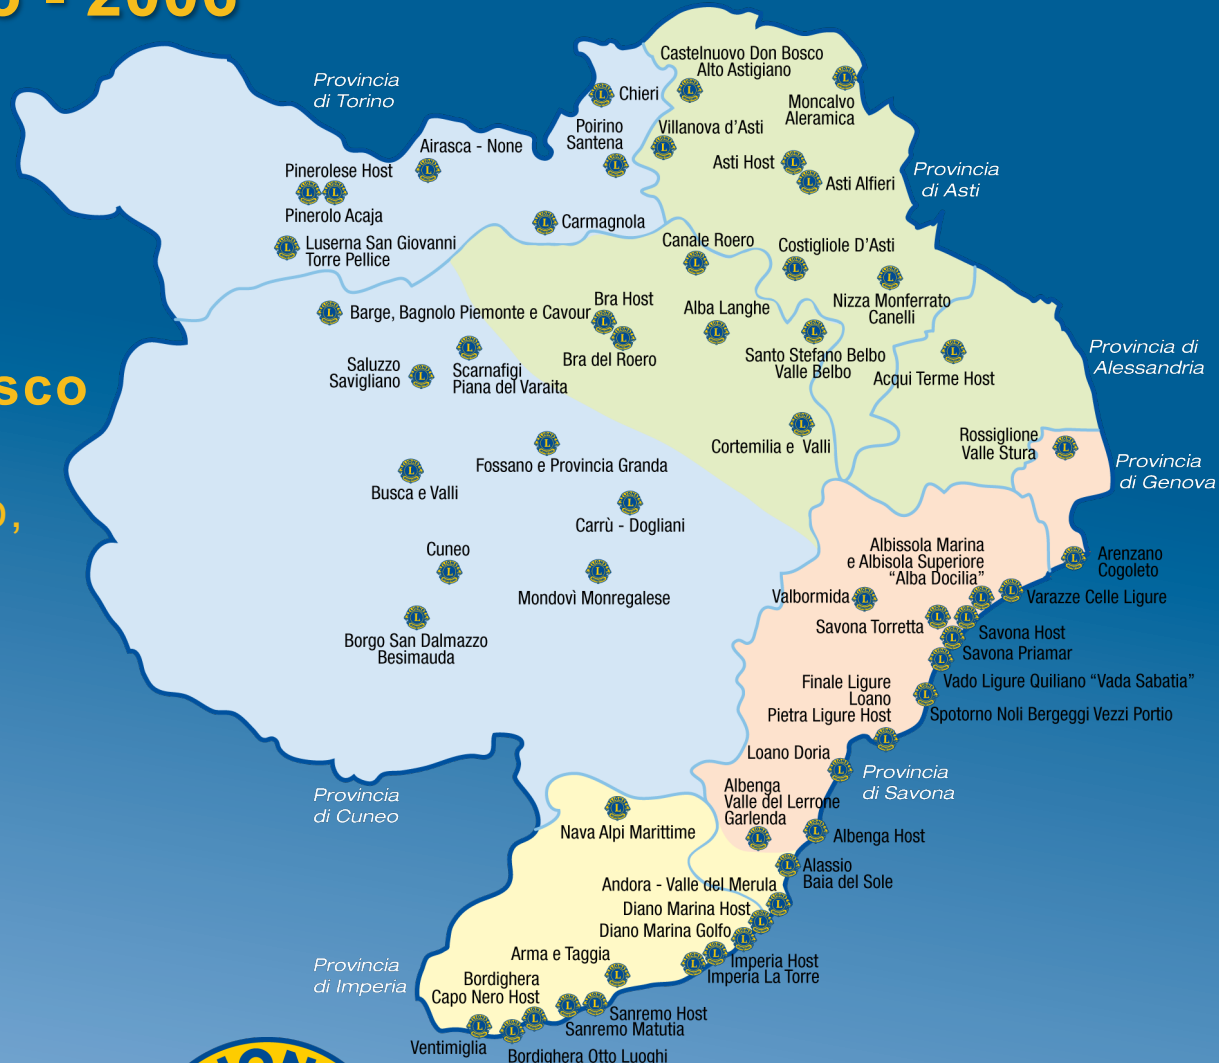 - 2000
Castelnuovo Don Bosco
Alto Astigiano
Provincia
di Torino
Chieri
Moncalvo
Aleramica
Poirino
Santena
Villanova d'Asti
Airasca - None
Asti Host
Asti Alfieri
Provincia
di Asti
Pinerolese Host
Pinerolo Acaja
Carmagnola
Luserna San Giovanni
Torre Pellice
Canale Roero
Costigliole D'Asti
Nizza Monferrato
Canelli
Barge, Bagnolo Piemonte e Cavour
Bra Host
Alba Langhe
Bra del Roero
Santo Stefano Belbo
Valle Belbo
Acqui Terme Host
Provincia di
Alessandria
Saluzzo
Savigliano
Scarnafigi
Piana del Varaita
sco
Cortemilia e Valli
Rossiglione
Valle Stura
Provincia
di Genova
Fossano e Provincia Granda
Busca e Valli
Carrù - Dogliani
Cuneo
Mondovì Monregalese
Albissola Marina
e Albisola Superiore
“Alba Docilia”
Arenzano
Cogoleto
Valbormida
Varazze Celle Ligure
Savona Torretta
Savona Host
Savona Priamar
Borgo San Dalmazzo
Besimauda
Vado Ligure Quiliano “Vada Sabatia”
Finale Ligure
Loano
Pietra Ligure Host
Spotorno Noli Bergeggi Vezzi Portio
Loano Doria
Provincia
di Savona
Provincia
di Cuneo
Albenga
Valle del Lerrone
Garlenda
Nava Alpi Marittime
Albenga Host
Alassio
Baia del Sole
Andora - Valle del Merula
Diano Marina Host
Diano Marina Golfo
Arma e Taggia
Imperia Host
Imperia La Torre
Provincia
di Imperia
Bordighera
Capo Nero Host
Sanremo Host
Sanremo Matutia
Ventimiglia
Bordighera Otto Luoghi